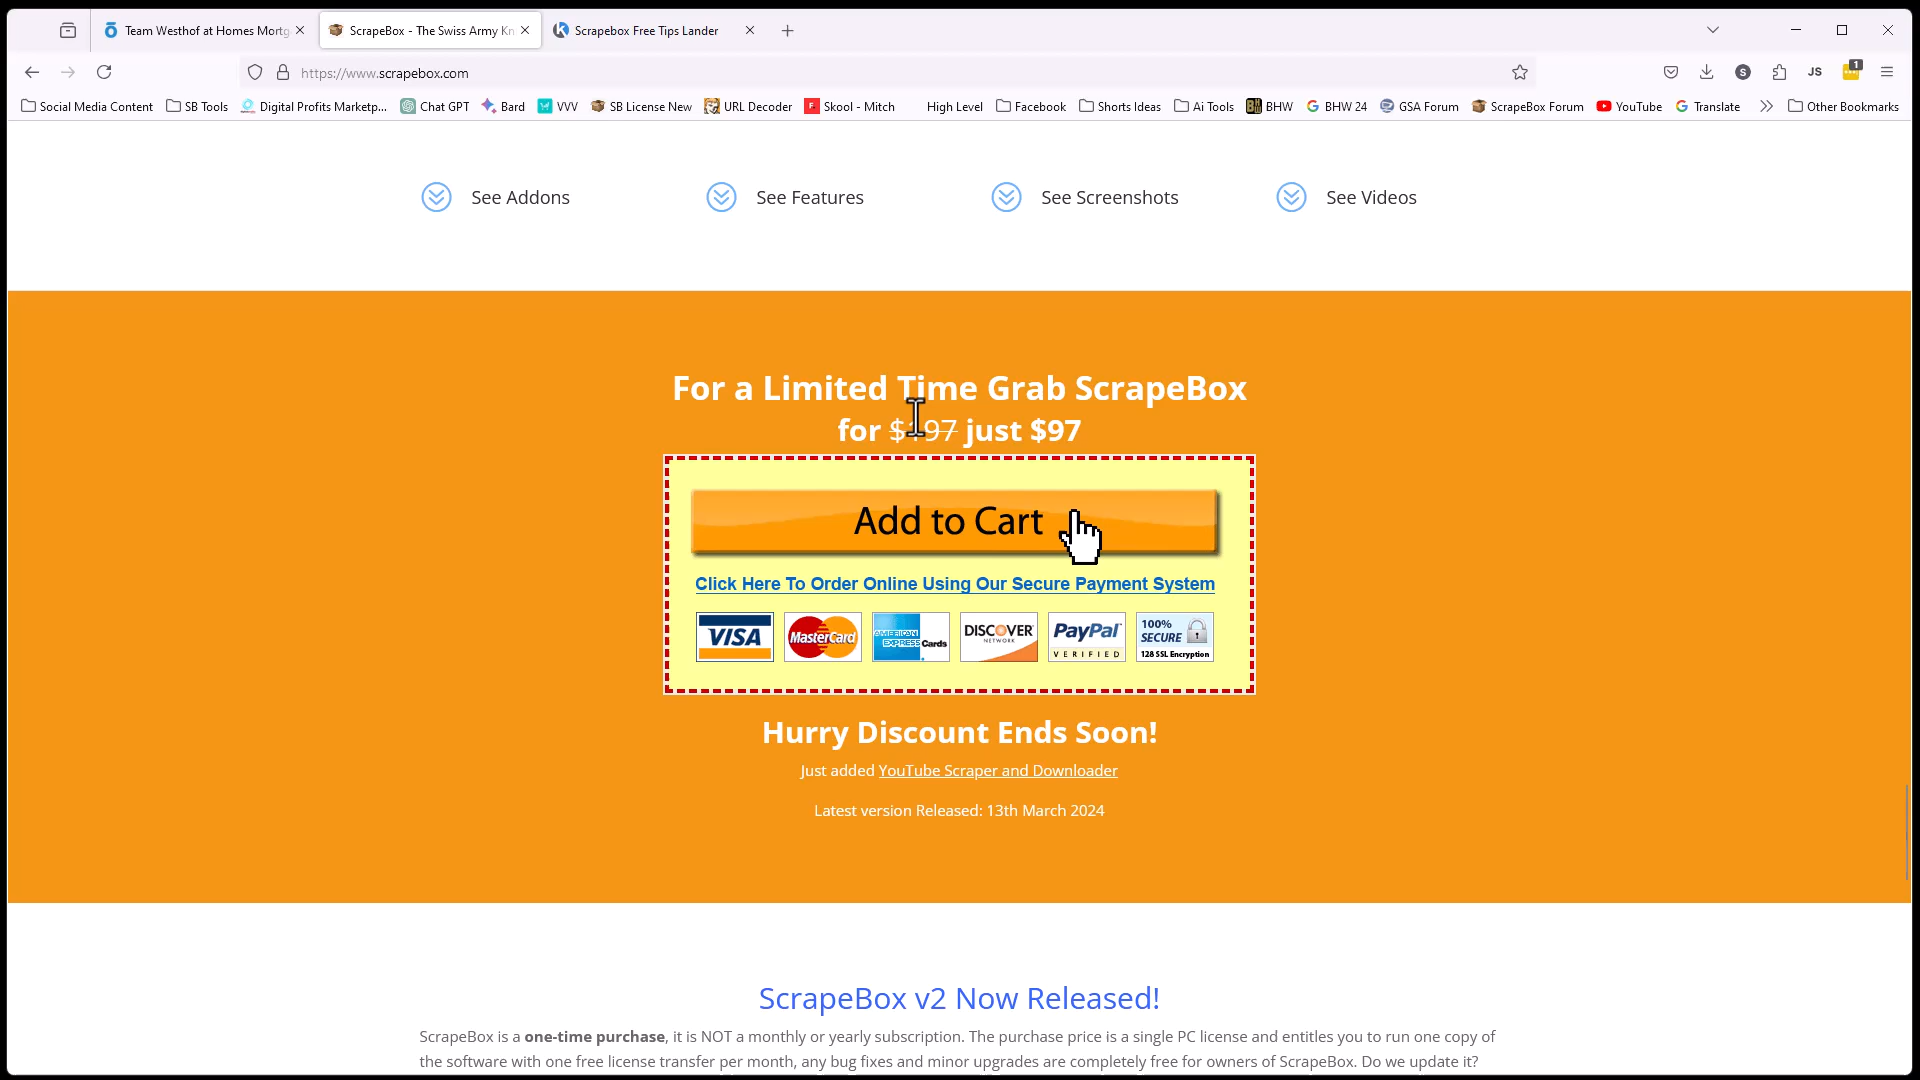 Team Westhof at Homes Mortg
ScrapeBox - The Swiss Army Kn
Scrapebox Free Tips Lander
https://www.scrapebox.com
S
JS
1
Social Media Content
SB Tools
Digital Profits Marketp...
Chat GPT
Bard
VVV
SB License New
URL Decoder
Skool - Mitch
High Level
Facebook
Shorts Ideas
Ai Tools
BHW
BHW 24
GSA Forum
ScrapeBox Forum
YouTube
Translate
Other Bookmarks
See Addons
See Features
See Screenshots
See Videos
For a Limited Time Grab ScrapeBox
for $197 just $97
Add to Cart
Click Here To Order Online Using Our Secure Payment System
VISA
MasterCard
AMERICAN EXPRESS Cards
DISCOVER
NETWORK
PayPal
VERIFIED
100%
SECURE
128 SSL Encryption
Hurry Discount Ends Soon!
Just added YouTube Scraper and Downloader
Latest version Released: 13th March 2024
ScrapeBox v2 Now Released!
ScrapeBox is a one-time purchase, it is NOT a monthly or yearly subscription. The purchase price is a single PC license and entitles you to run one copy of
the software with one free license transfer per month, any bug fixes and minor upgrades are completely free for owners of ScrapeBox. Do we update it?